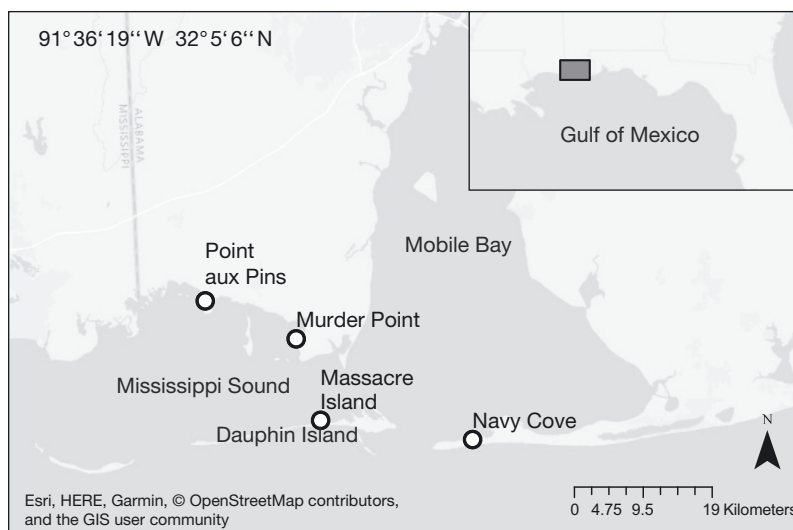 91°36‘19‘‘W 32°5‘6‘‘N
ALABAMA
MISSISSIPPI
Gulf of Mexico
Mobile Bay
Point
aux Pins
Murder Point
Mississippi Sound
Massacre
Island
Dauphin Island
Navy Cove
N
0 4.75 9.5 19 Kilometers
Esri, HERE, Garmin, © OpenStreetMap contributors,
and the GIS user community